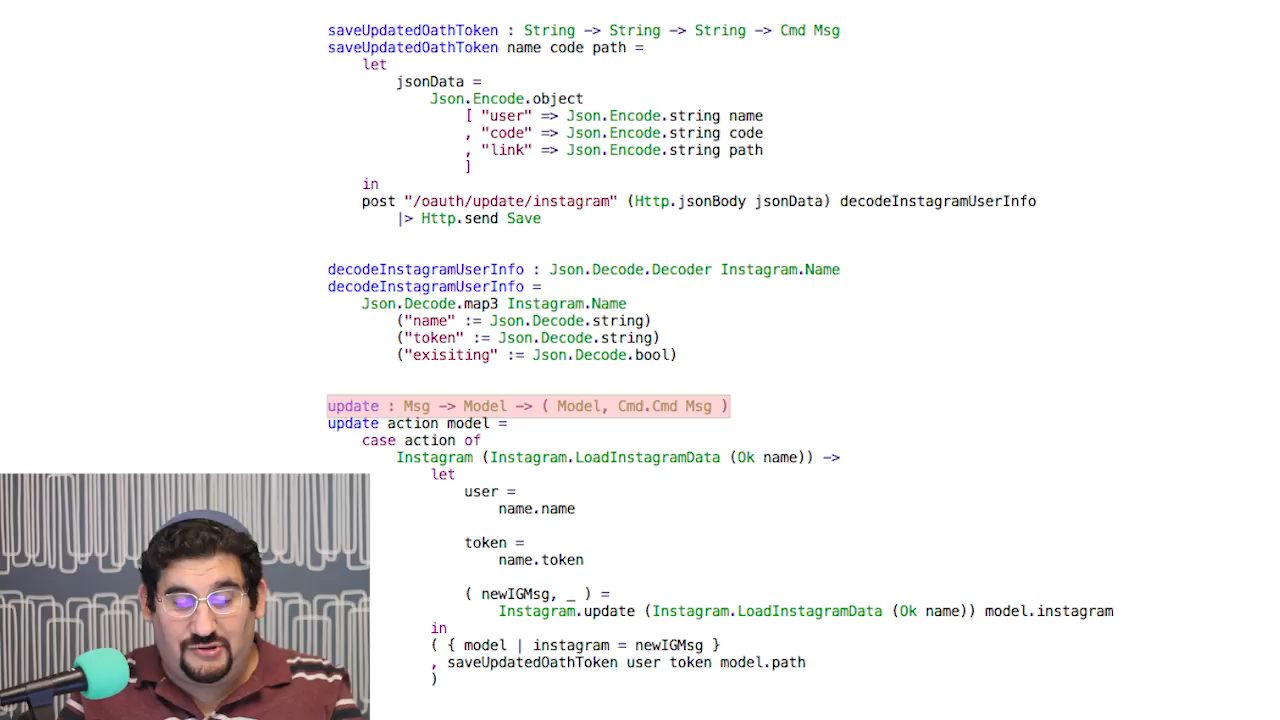 saveUpdatedOathToken : String -> String -> String -> Cmd Msg
saveUpdatedOathToken name code path =
    let
        jsonData =
            Json.Encode.object
                [ "user" => Json.Encode.string name
                , "code" => Json.Encode.string code
                , "link" => Json.Encode.string path
                ]
    in
    post "/oauth/update/instagram" (Http.jsonBody jsonData) decodeInstagramUserInfo
        |> Http.send Save
decodeInstagramUserInfo : Json.Decode.Decoder Instagram.Name
decodeInstagramUserInfo =
    Json.Decode.map3 Instagram.Name
        ("name" := Json.Decode.string)
        ("token" := Json.Decode.string)
        ("exisiting" := Json.Decode.bool)
update : Msg -> Model -> ( Model, Cmd.Cmd Msg )
update action model =
    case action of
        Instagram (Instagram.LoadInstagramData (Ok name)) ->
            let
                user =
                    name.name
                token =
                    name.token
                ( newIGMsg, _ ) =
                    Instagram.update (Instagram.LoadInstagramData (Ok name)) model.instagram
            in
            ( { model | instagram = newIGMsg }
            , saveUpdatedOathToken user token model.path
            )